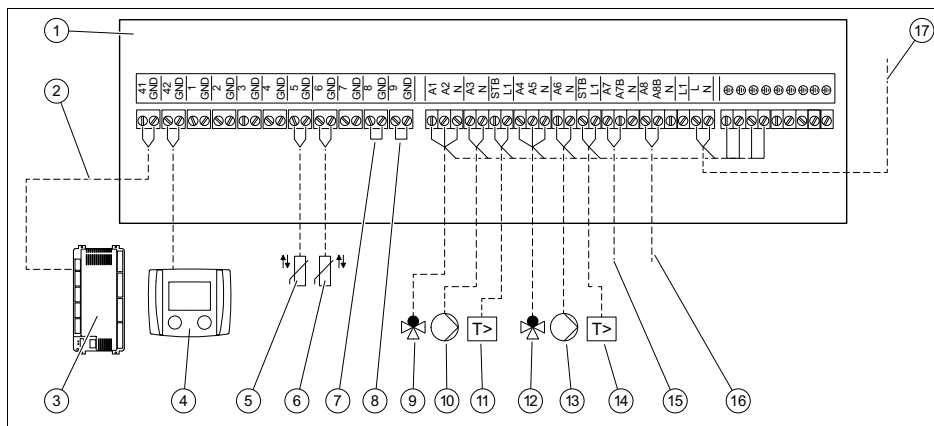 1
17
41 GND 42 GND 1 GND 2 GND 3 GND 4 GND 5 GND 6 GND 7 GND 8 GND 9 GND A1 A2 N A3 N STB L1 A4 A5 N A6 N STB L1 A7 A7B N A8 A8B N L1 L N
2
T> T>
3 4 5 6 7 8 9 10 11 12 13 14 15 16